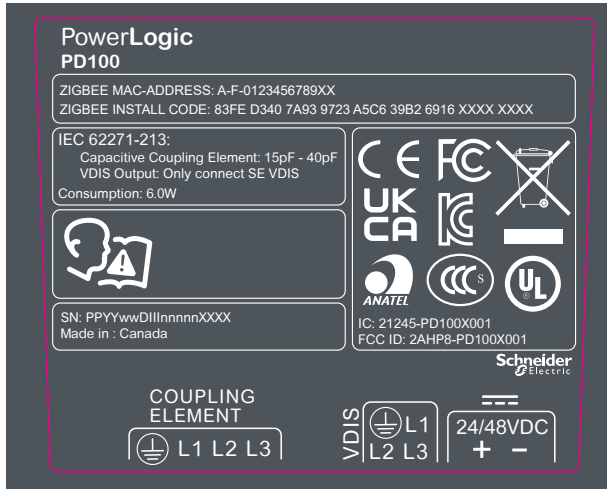 PowerLogic
PD100
ZIGBEE MAC-ADDRESS: A-F-0123456789XX
ZIGBEE INSTALL CODE: 83FE D340 7A93 9723 A5C6 39B2 6916 XXXX XXXX
IEC 62271-213:
Capacitive Coupling Element: 15pF - 40pF
VDIS Output: Only connect SE VDIS
Consumption: 6.0W
CE FC
UK
CA
ANATEL
CCC S
UL
®
SN: PPYYwwDIIInnnnnXXXX
Made in : Canada
IC: 21245-PD100X001
FCC ID: 2AHP8-PD100X001
Schneider
Electric
COUPLING
ELEMENT
L1 L2 L3
VDIS
L1
L2 L3
24/48VDC
+ –